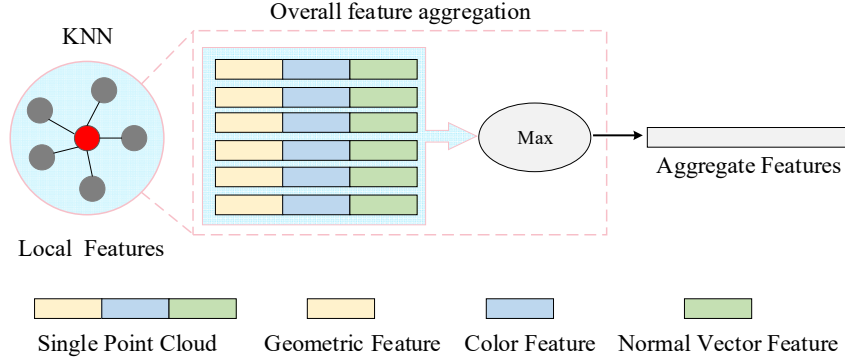 Overall feature aggregation
KNN
Max
Aggregate Features
Local Features
Single Point Cloud
Geometric Feature
Color Feature
Normal Vector Feature